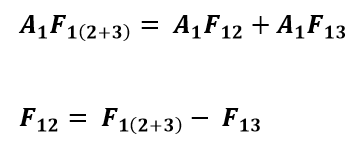 A₁F₁₍₂₊₃₎ = A₁F₁₂ + A₁F₁₃
F₁₂ = F₁₍₂₊₃₎ − F₁₃